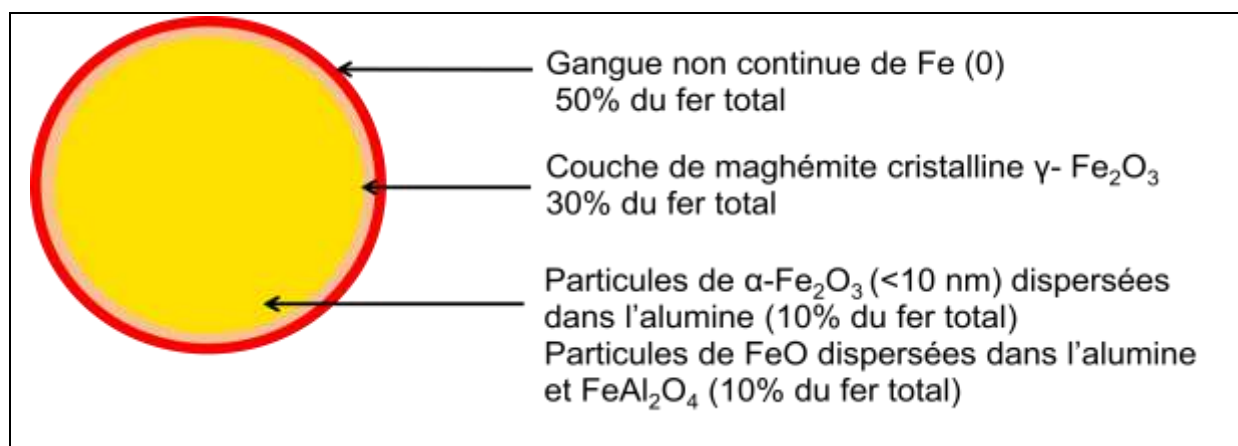 Gangue non continue de Fe (0)
50% du fer total
Couche de maghémite cristalline γ- Fe₂O₃
30% du fer total
Particules de α-Fe₂O₃ (<10 nm) dispersées
dans l’alumine (10% du fer total)
Particules de FeO dispersées dans l’alumine
et FeAl₂O₄ (10% du fer total)